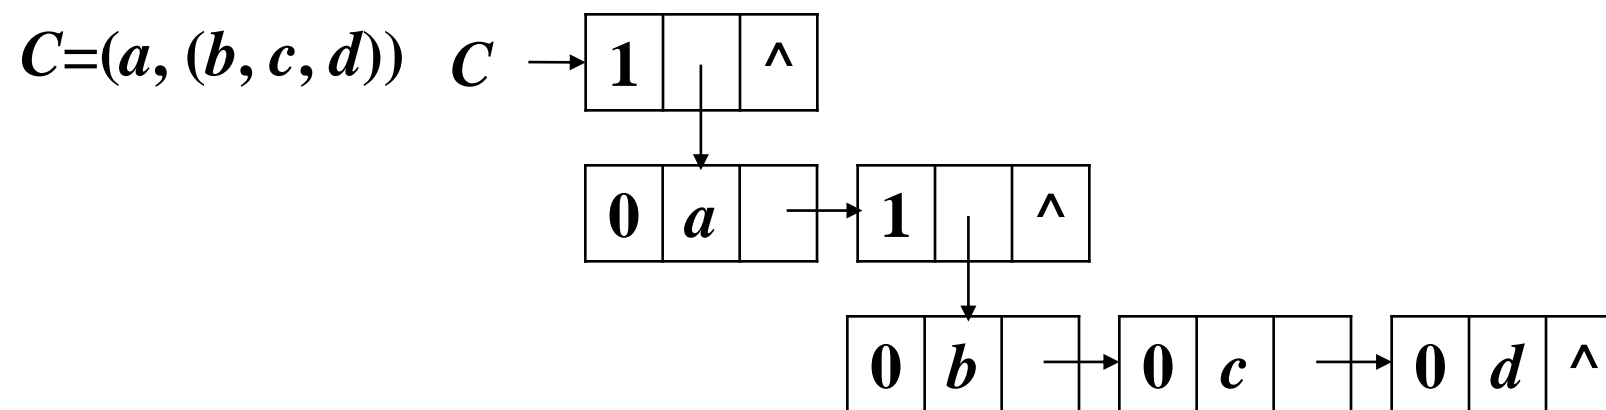 C=(a, (b, c, d)) C 1 ^
0 a 1 ^
0 b 0 c 0 d ^